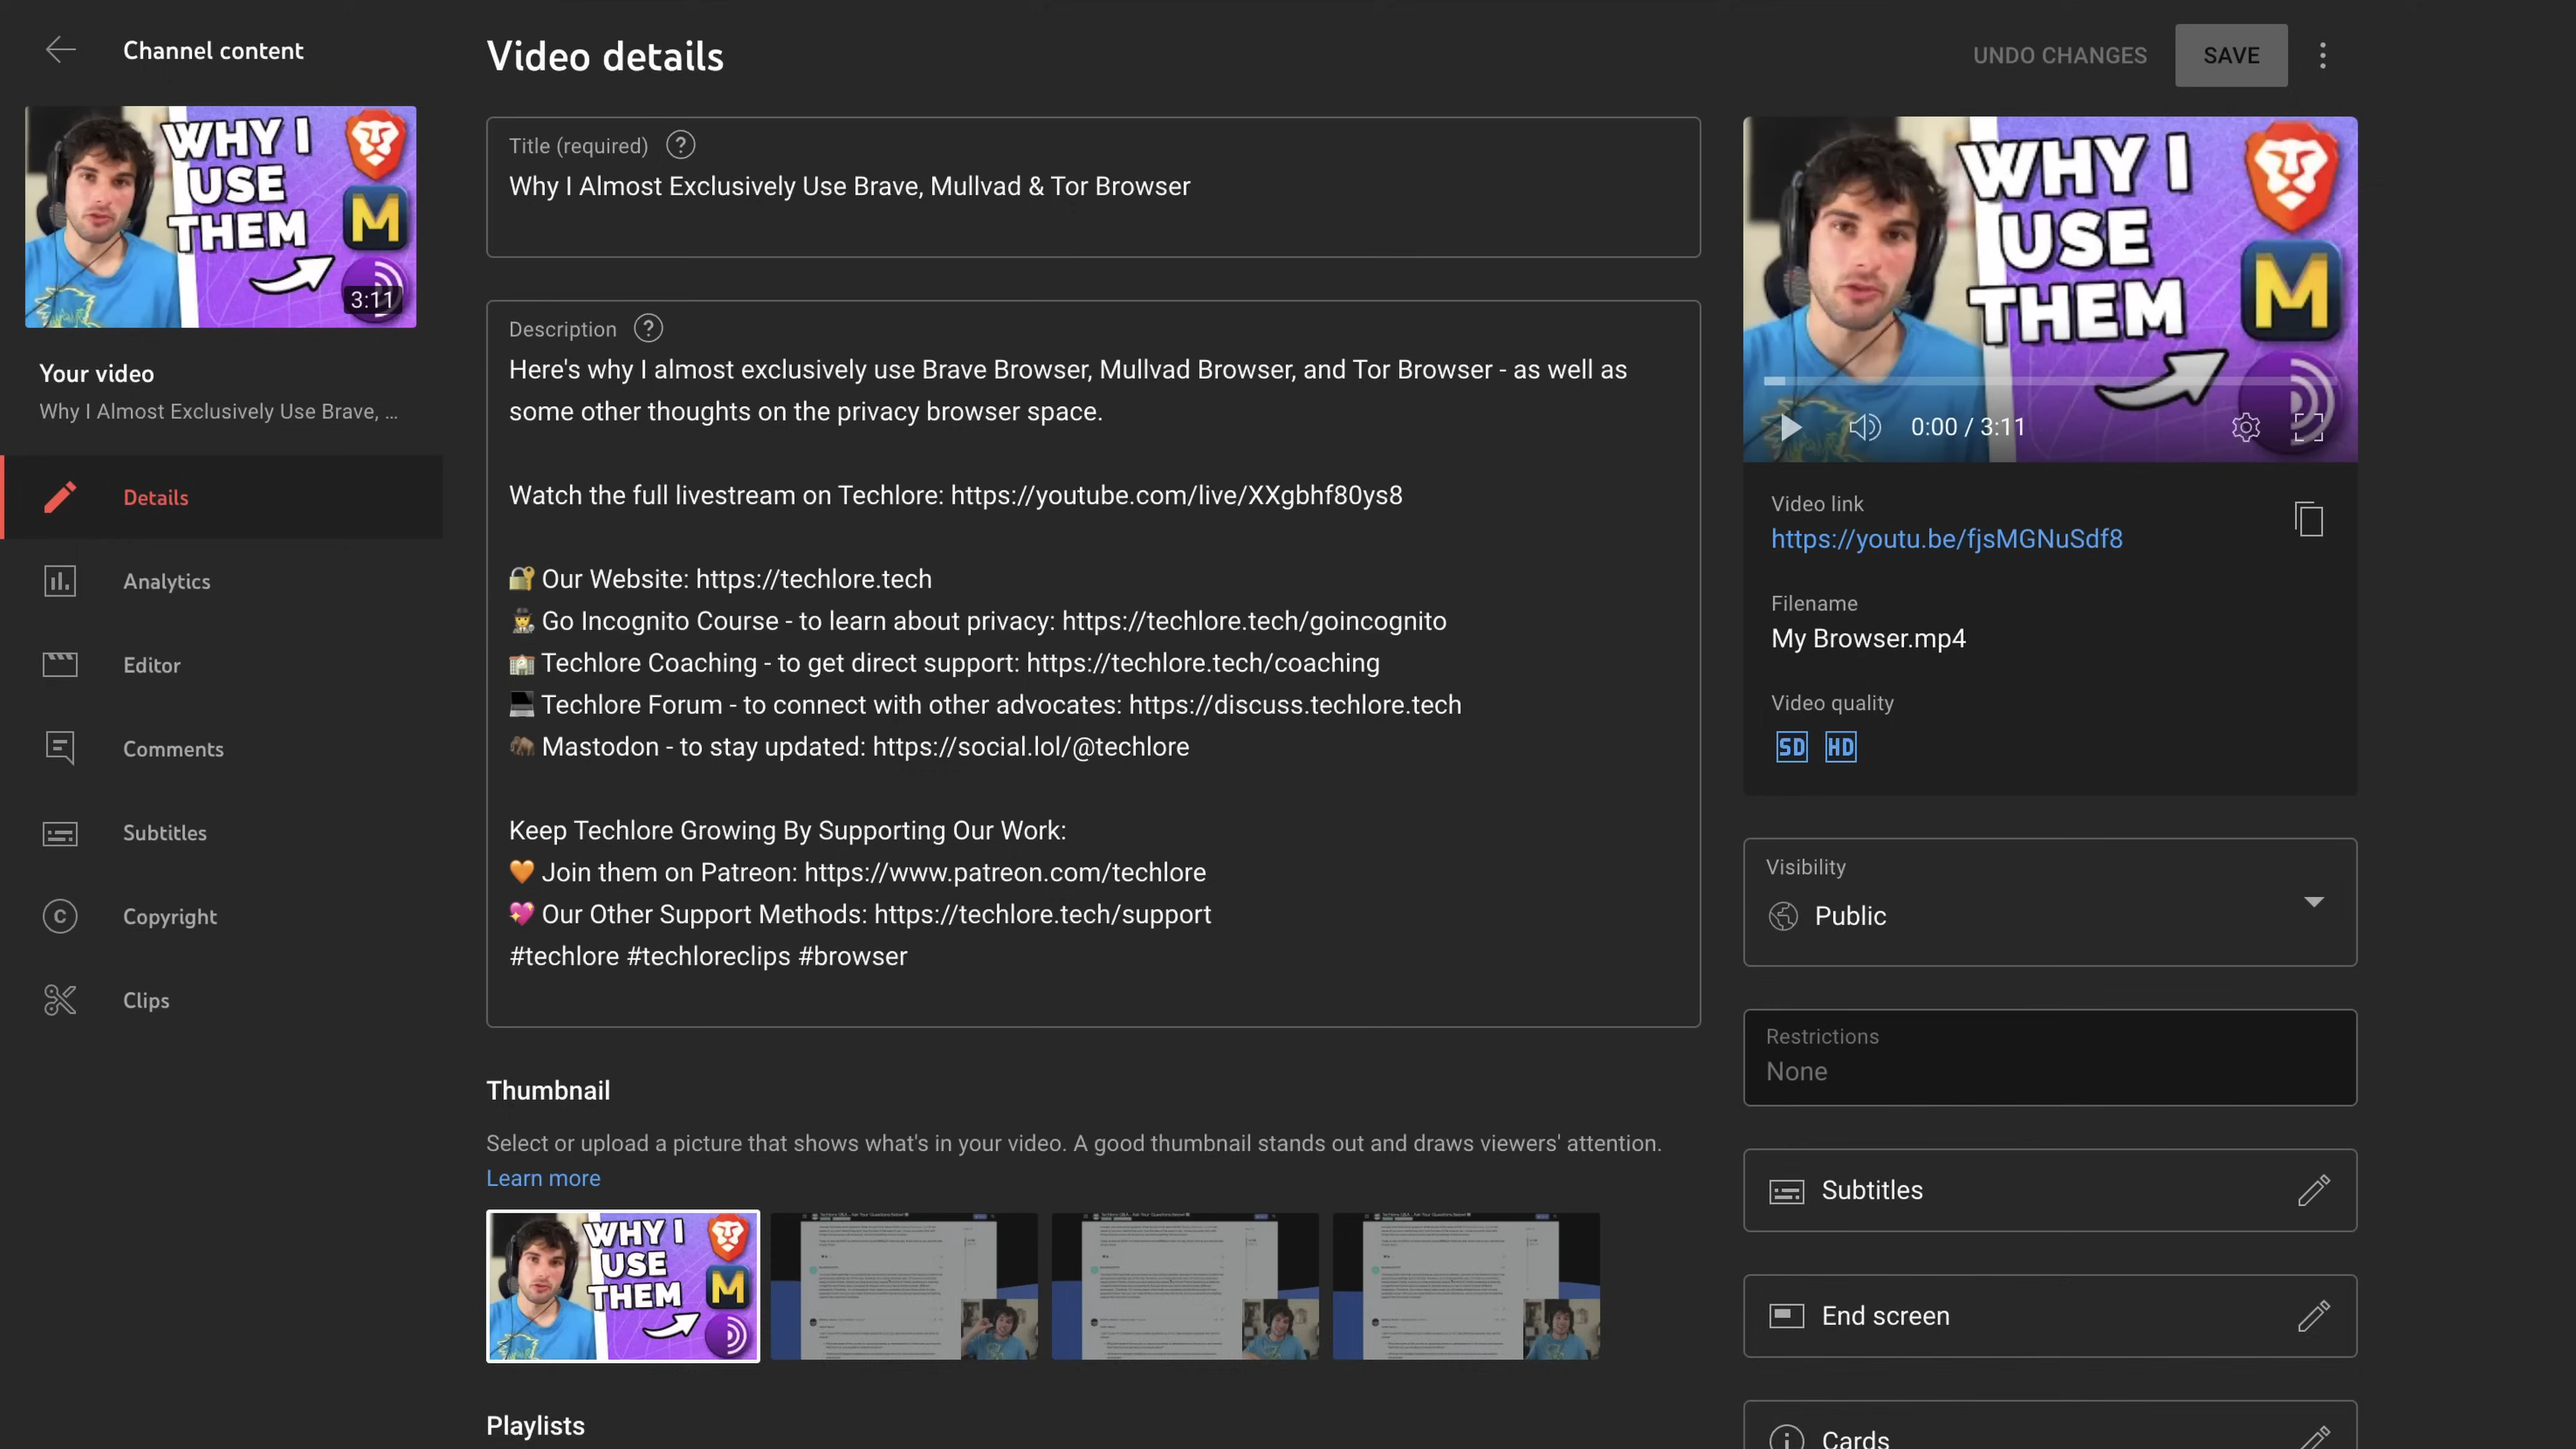 Channel content
WHY I
USE
THEM
M
3:11
Your video
Why I Almost Exclusively Use Brave, ...
Details
Analytics
Editor
Comments
Subtitles
Copyright
Clips
Video details
UNDO CHANGES
SAVE
Title (required)
Why I Almost Exclusively Use Brave, Mullvad & Tor Browser
Description
Here's why I almost exclusively use Brave Browser, Mullvad Browser, and Tor Browser - as well as
some other thoughts on the privacy browser space.
Watch the full livestream on Techlore: https://youtube.com/live/XXgbhf80ys8
🔐 Our Website: https://techlore.tech
🕵️ Go Incognito Course - to learn about privacy: https://techlore.tech/goincognito
🏫 Techlore Coaching - to get direct support: https://techlore.tech/coaching
💻 Techlore Forum - to connect with other advocates: https://discuss.techlore.tech
🦣 Mastodon - to stay updated: https://social.lol/@techlore
Keep Techlore Growing By Supporting Our Work:
🧡 Join them on Patreon: https://www.patreon.com/techlore
💖 Our Other Support Methods: https://techlore.tech/support
#techlore #techloreclips #browser
Thumbnail
Select or upload a picture that shows what's in your video. A good thumbnail stands out and draws viewers' attention.
Learn more
WHY I
USE
THEM
M
Playlists
WHY I
USE
THEM
M
0:00 / 3:11
Video link
https://youtu.be/fjsMGNuSdf8
Filename
My Browser.mp4
Video quality
SD HD
Visibility
Public
Restrictions
None
Subtitles
End screen
Cards